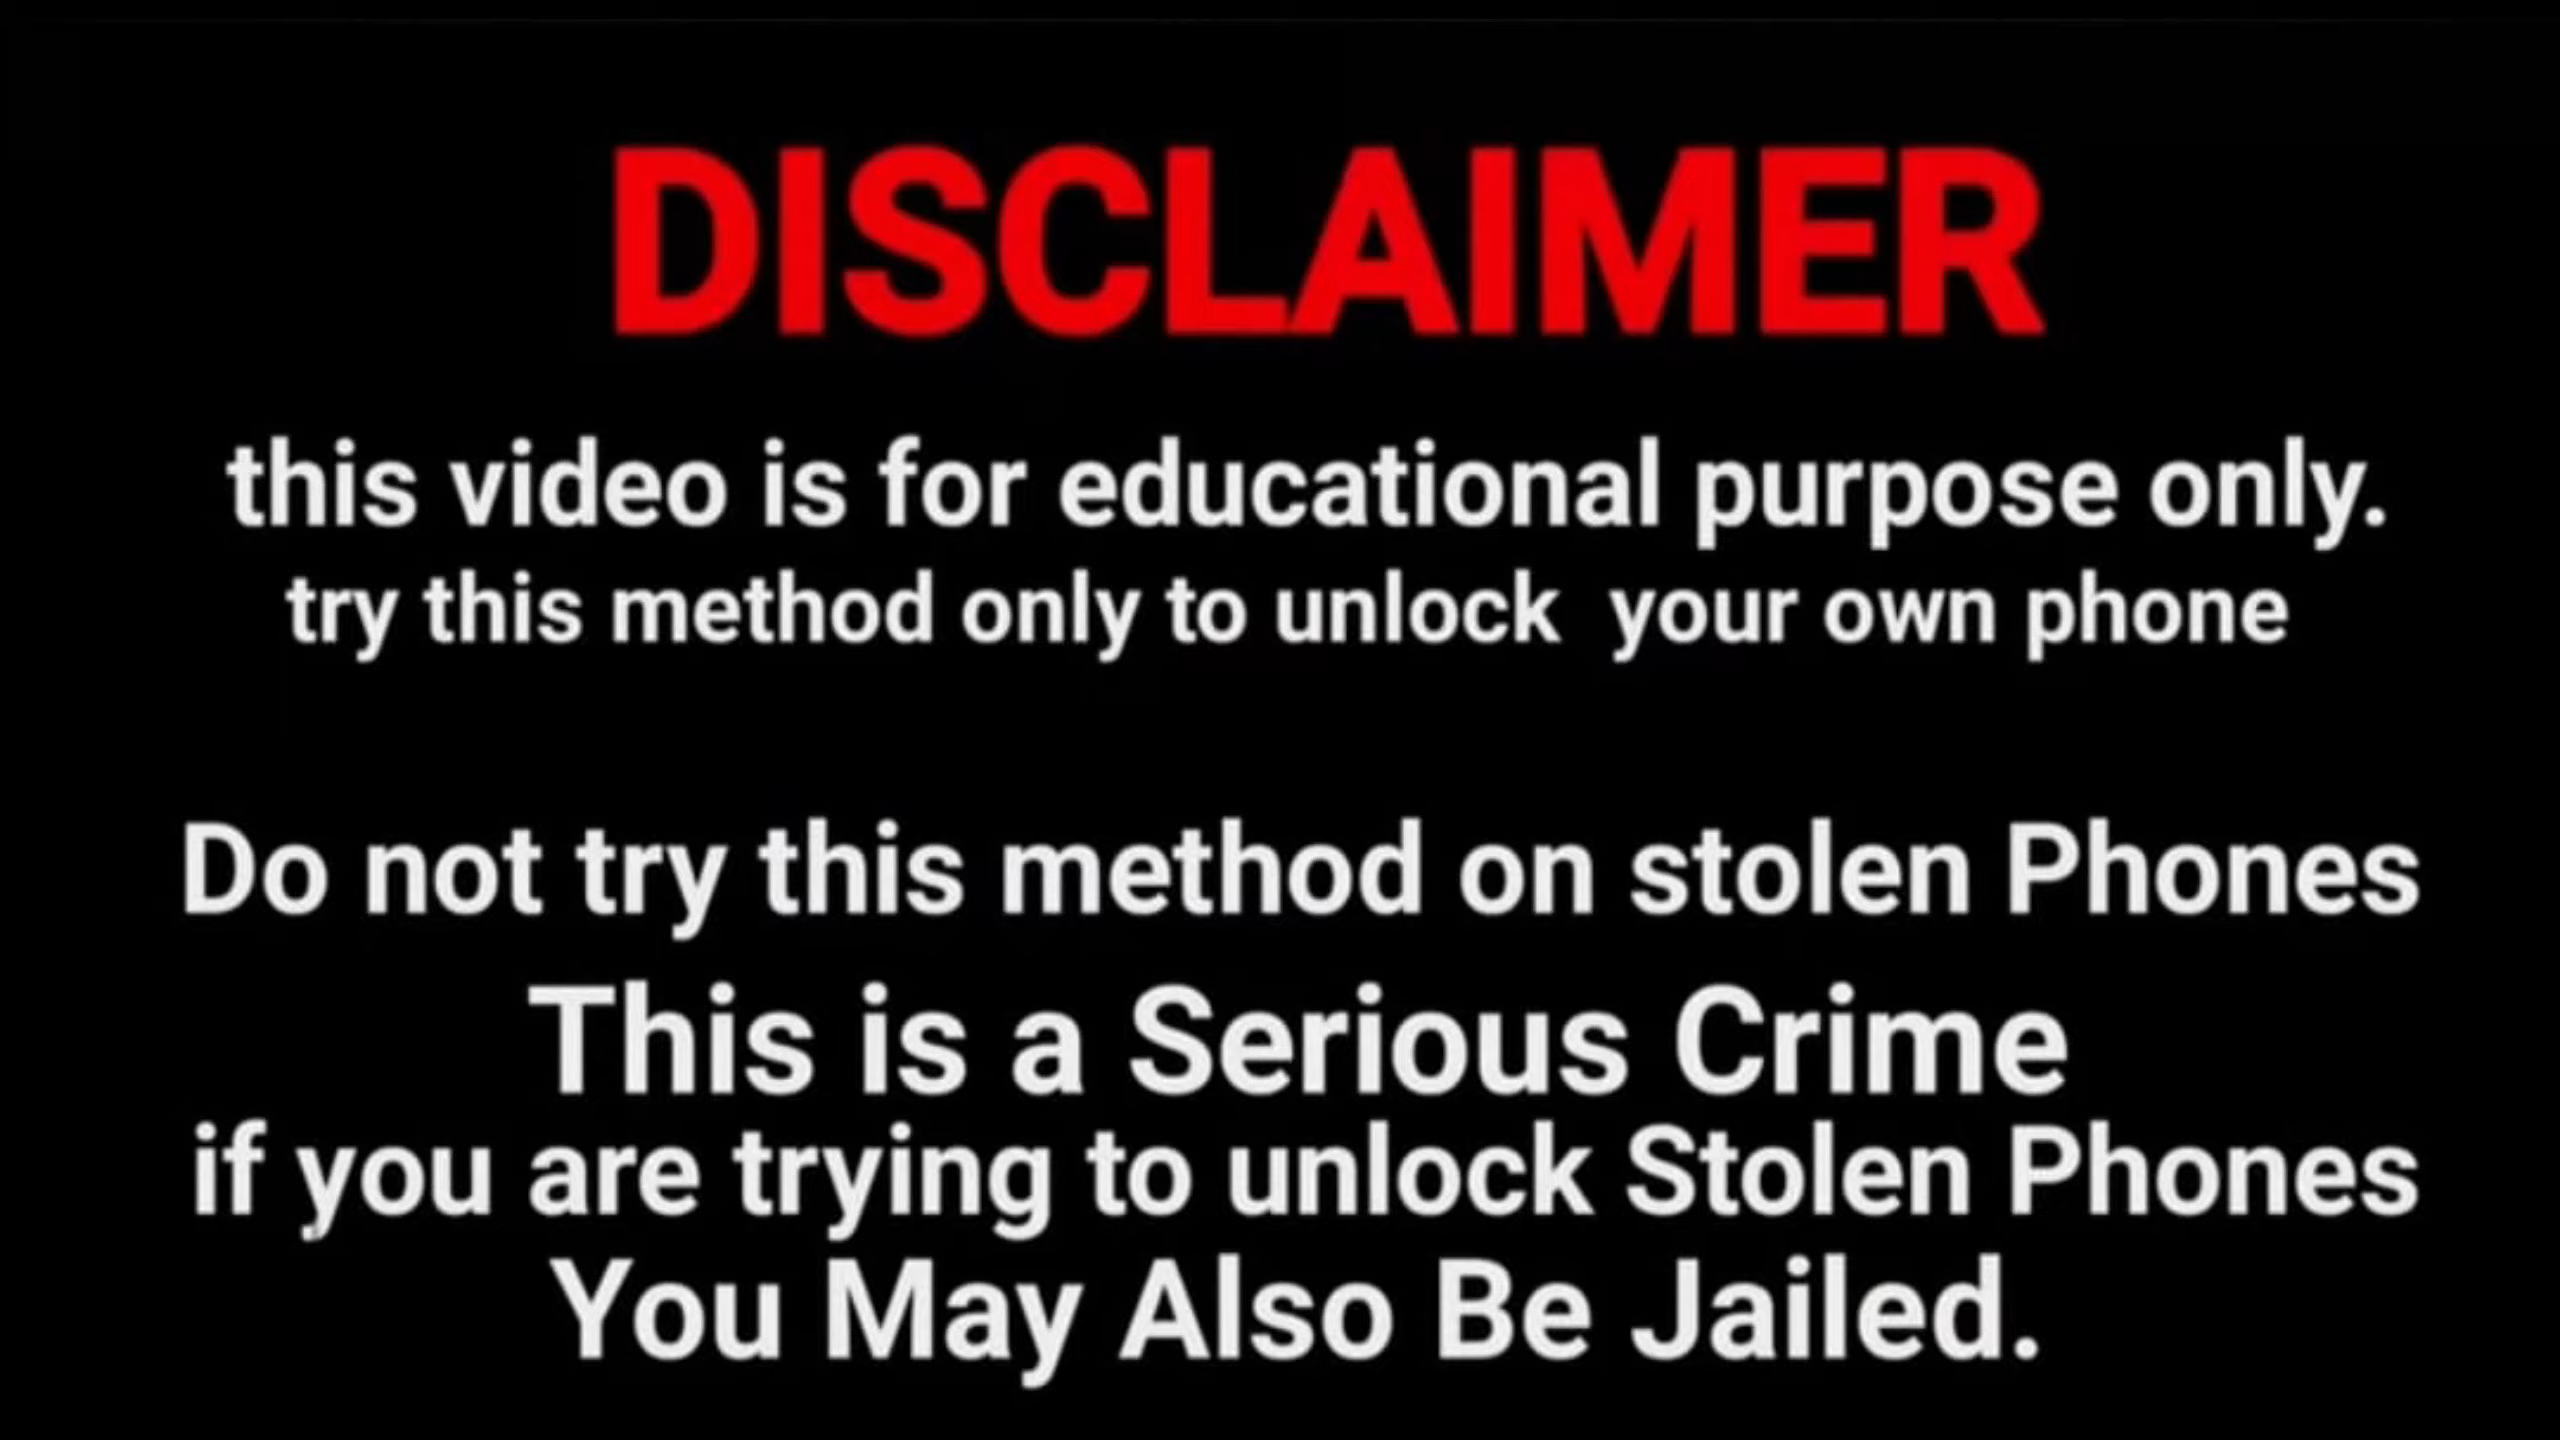 DISCLAIMER
this video is for educational purpose only.
try this method only to unlock  your own phone
Do not try this method on stolen Phones
This is a Serious Crime
if you are trying to unlock Stolen Phones
You May Also Be Jailed.